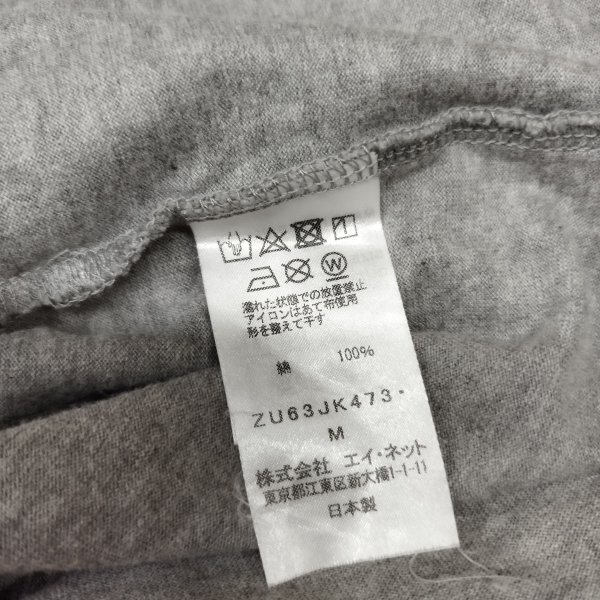 濡れた状態での放置禁止
アイロンはあて布使用
形を整えて干す
綿 100%
ZU63JK473-
M
株式会社 エイ・ネット
東京都江東区新大橋1-1-11
日本製